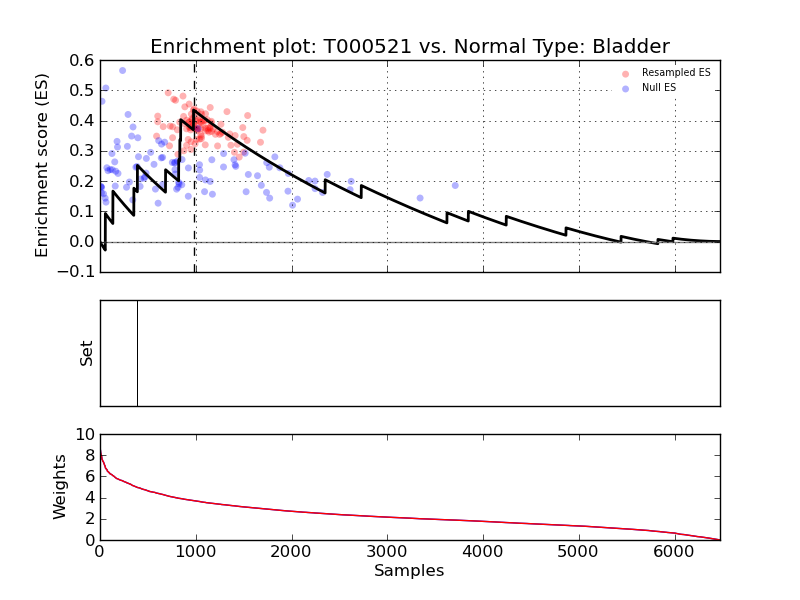 Enrichment plot: T000521 vs. Normal Type: Bladder
Enrichment score (ES)
0.6
0.5
0.4
0.3
0.2
0.1
0.0
−0.1
Resampled ES
Null ES
Set
Weights
10
8
6
4
2
0
0 1000 2000 3000 4000 5000 6000
Samples